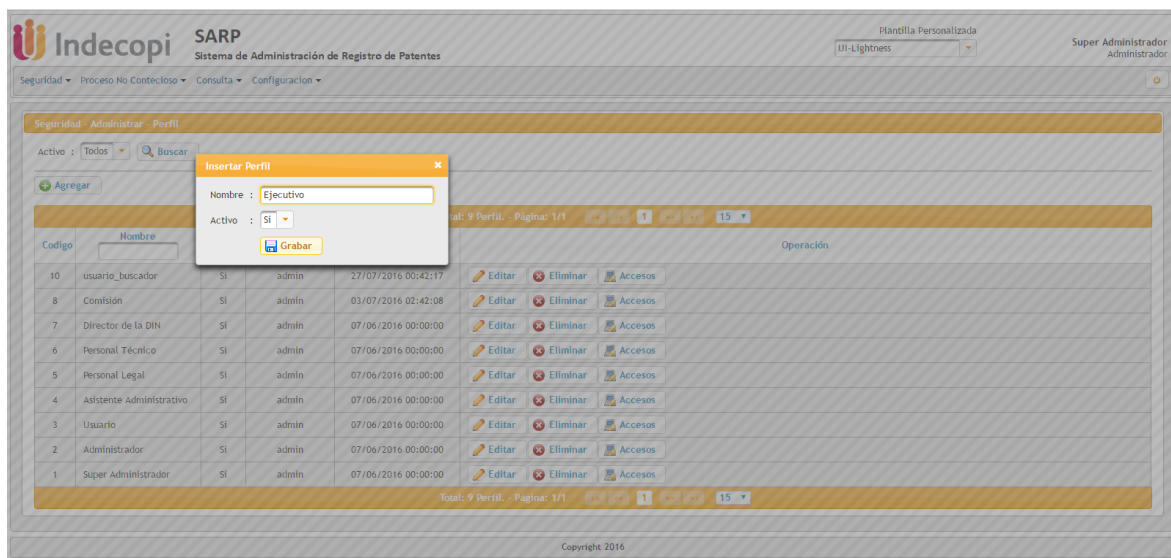 Indecopi
SARP
Sistema de Administración de Registro de Patentes
Plantilla Personalizada
UI-Lightness
Super Administrador
Administrador
Seguridad Proceso No Contecioso Consulta Configuracion
Seguridad - Administrar - Perfil
Activo : Todos Buscar
Insertar Perfil
Nombre : Ejecutivo
Activo : Si
Grabar
Agregar
tal: 9 Perfil. - Página: 1/1 1 15
Codigo Nombre Operación
10 usuario_buscador Si admin 27/07/2016 00:42:17 Editar Eliminar Accesos
8 Comisión Si admin 03/07/2016 02:42:08 Editar Eliminar Accesos
7 Director de la DIN Si admin 07/06/2016 00:00:00 Editar Eliminar Accesos
6 Personal Técnico Si admin 07/06/2016 00:00:00 Editar Eliminar Accesos
5 Personal Legal Si admin 07/06/2016 00:00:00 Editar Eliminar Accesos
4 Asistente Administrativo Si admin 07/06/2016 00:00:00 Editar Eliminar Accesos
3 Usuario Si admin 07/06/2016 00:00:00 Editar Eliminar Accesos
2 Administrador Si admin 07/06/2016 00:00:00 Editar Eliminar Accesos
1 Super Administrador Si admin 07/06/2016 00:00:00 Editar Eliminar Accesos
Total: 9 Perfil. - Página: 1/1 1 15
Copyright 2016